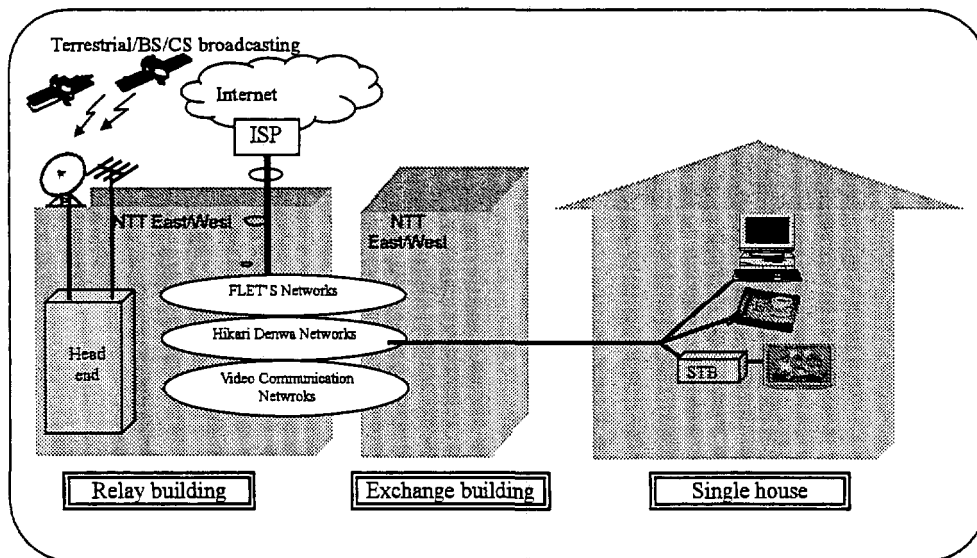 Terrestrial/BS/CS broadcasting
Internet
ISP
NTT East/West
NTT
East/West
FLET'S Networks
Hikari Denwa Networks
Video Communication
Netwroks
Head
end
STB
Relay building
Exchange building
Single house